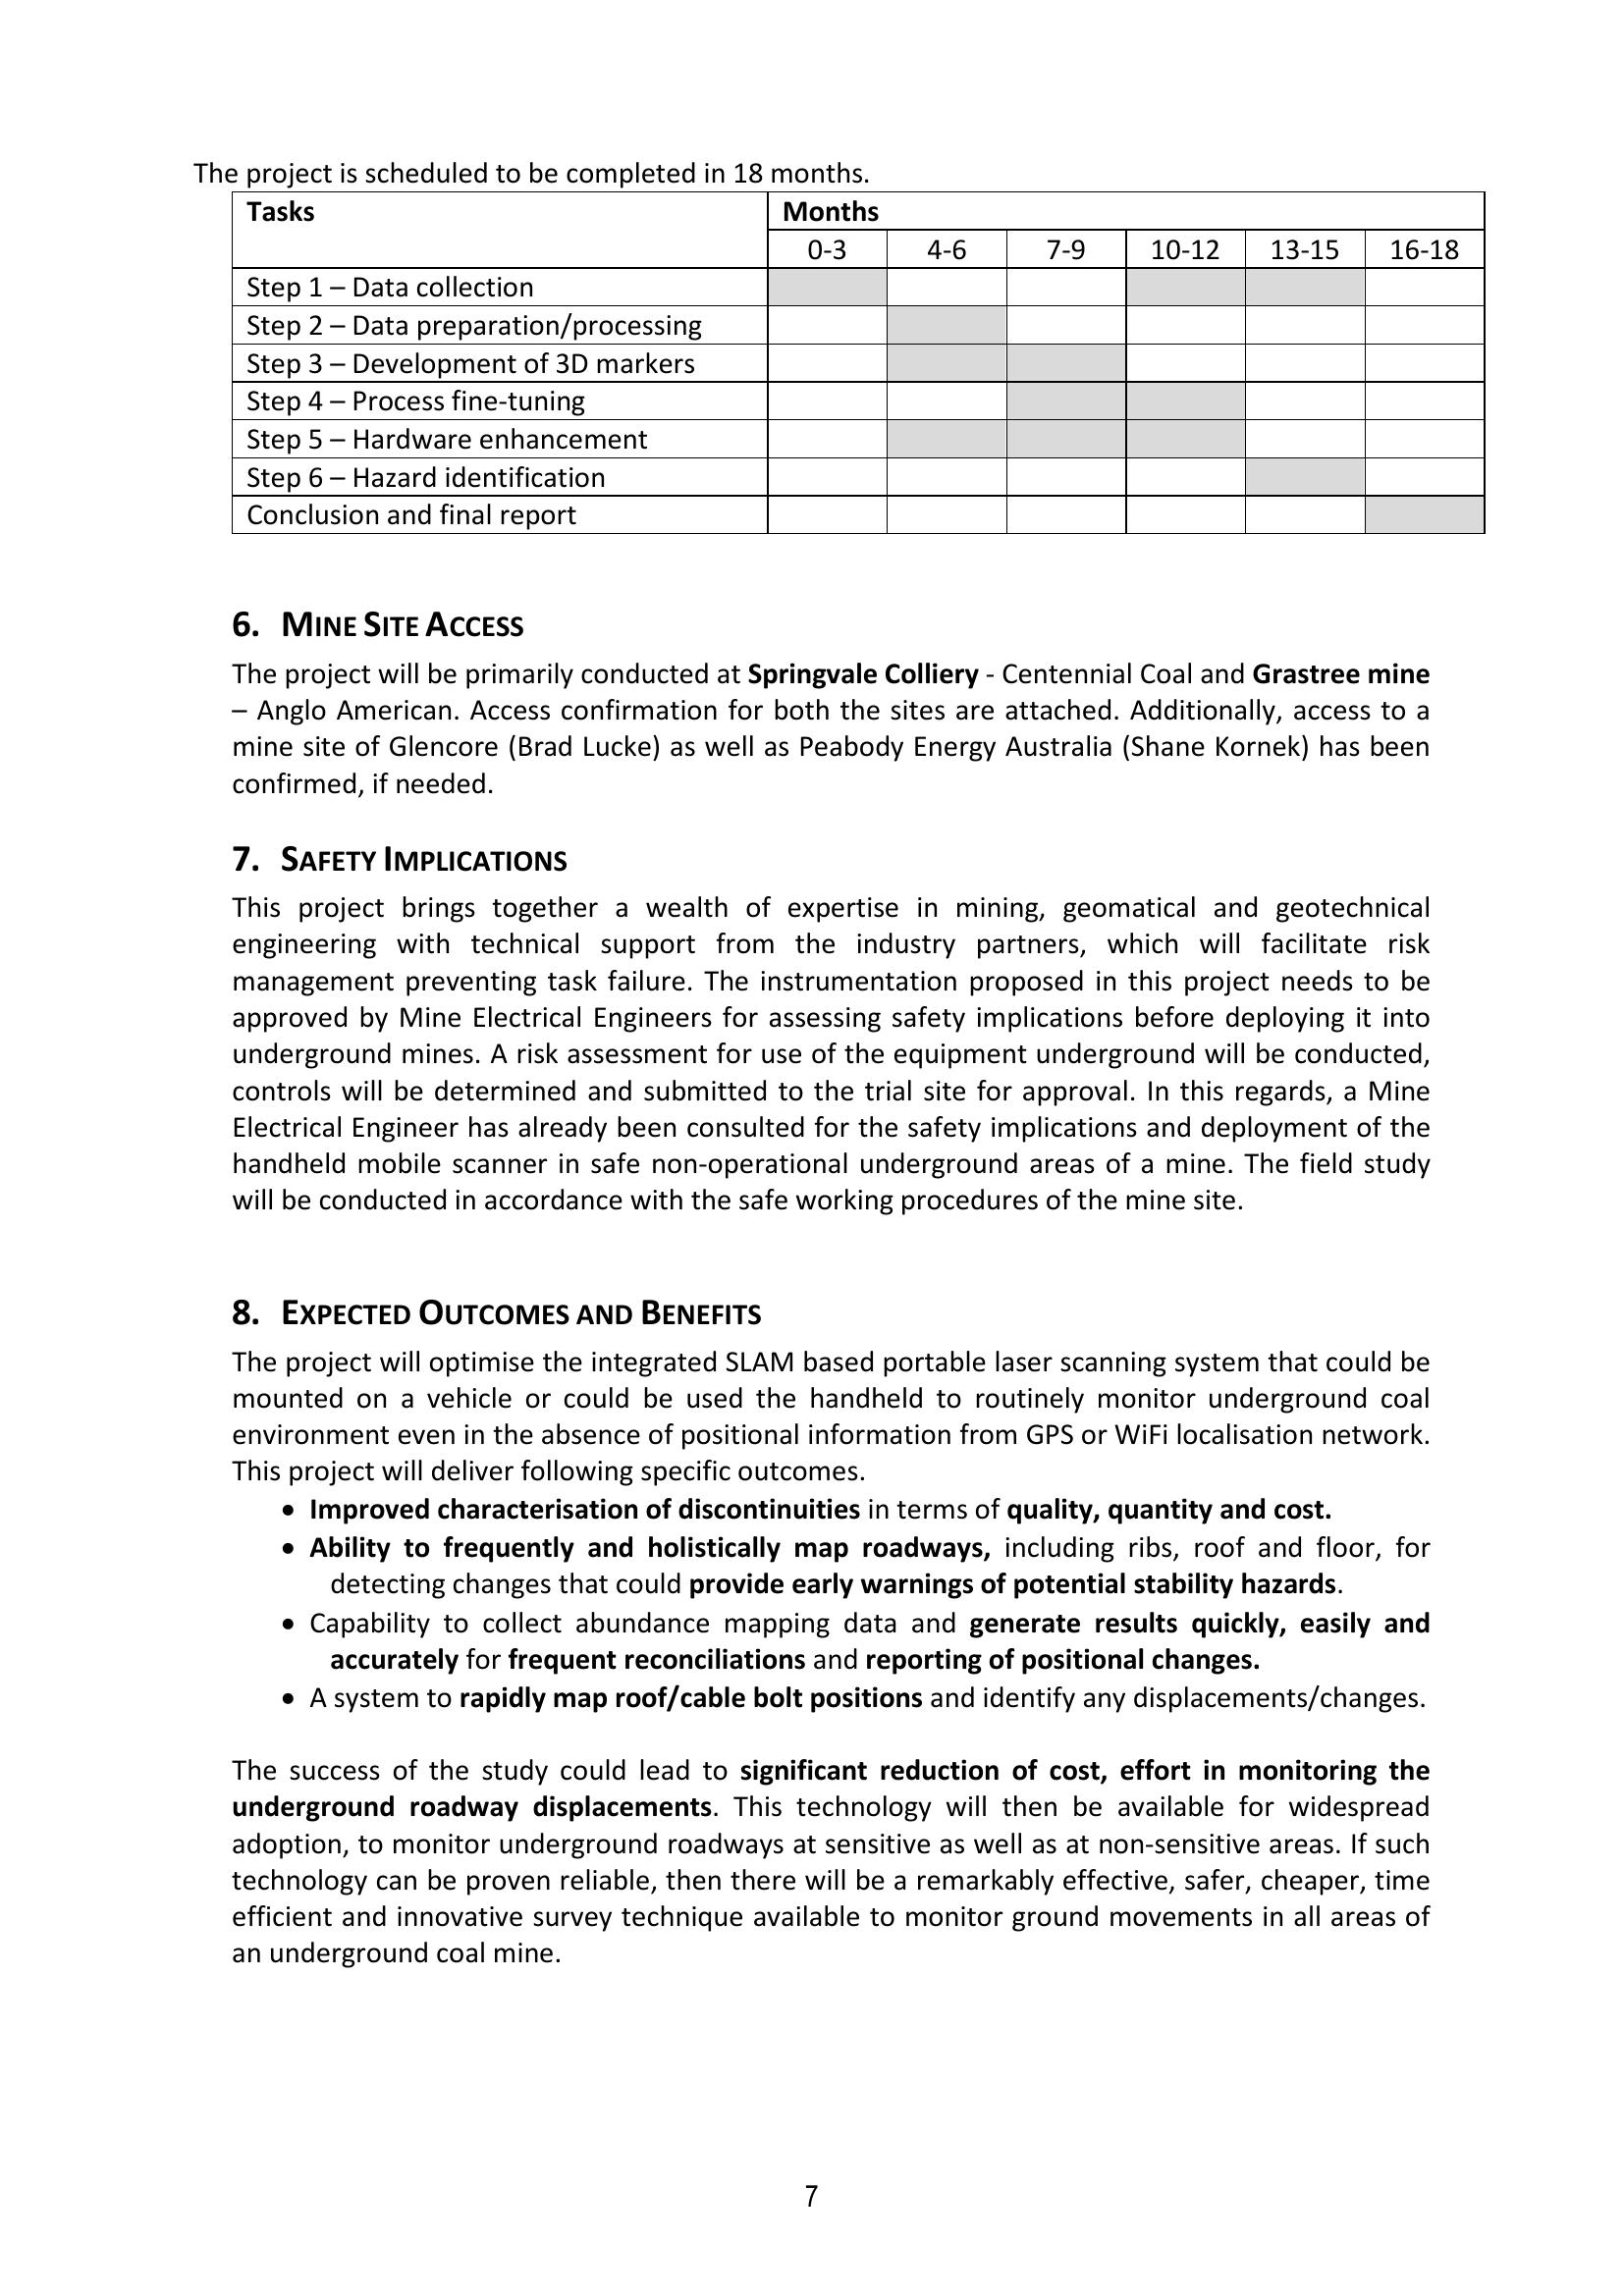 The project is scheduled to be completed in 18 months.
Tasks Months
0-3 4-6 7-9 10-12 13-15 16-18
Step 1 – Data collection
Step 2 – Data preparation/processing
Step 3 – Development of 3D markers
Step 4 – Process fine-tuning
Step 5 – Hardware enhancement
Step 6 – Hazard identification
Conclusion and final report
6. MINE SITE ACCESS
The project will be primarily conducted at Springvale Colliery - Centennial Coal and Grastree mine
– Anglo American. Access confirmation for both the sites are attached. Additionally, access to a
mine site of Glencore (Brad Lucke) as well as Peabody Energy Australia (Shane Kornek) has been
confirmed, if needed.
7. SAFETY IMPLICATIONS
This project brings together a wealth of expertise in mining, geomatical and geotechnical
engineering with technical support from the industry partners, which will facilitate risk
management preventing task failure. The instrumentation proposed in this project needs to be
approved by Mine Electrical Engineers for assessing safety implications before deploying it into
underground mines. A risk assessment for use of the equipment underground will be conducted,
controls will be determined and submitted to the trial site for approval. In this regards, a Mine
Electrical Engineer has already been consulted for the safety implications and deployment of the
handheld mobile scanner in safe non-operational underground areas of a mine. The field study
will be conducted in accordance with the safe working procedures of the mine site.
8. EXPECTED OUTCOMES AND BENEFITS
The project will optimise the integrated SLAM based portable laser scanning system that could be
mounted on a vehicle or could be used the handheld to routinely monitor underground coal
environment even in the absence of positional information from GPS or WiFi localisation network.
This project will deliver following specific outcomes.
• Improved characterisation of discontinuities in terms of quality, quantity and cost.
• Ability to frequently and holistically map roadways, including ribs, roof and floor, for
detecting changes that could provide early warnings of potential stability hazards.
• Capability to collect abundance mapping data and generate results quickly, easily and
accurately for frequent reconciliations and reporting of positional changes.
• A system to rapidly map roof/cable bolt positions and identify any displacements/changes.
The success of the study could lead to significant reduction of cost, effort in monitoring the
underground roadway displacements. This technology will then be available for widespread
adoption, to monitor underground roadways at sensitive as well as at non-sensitive areas. If such
technology can be proven reliable, then there will be a remarkably effective, safer, cheaper, time
efficient and innovative survey technique available to monitor ground movements in all areas of
an underground coal mine.
7